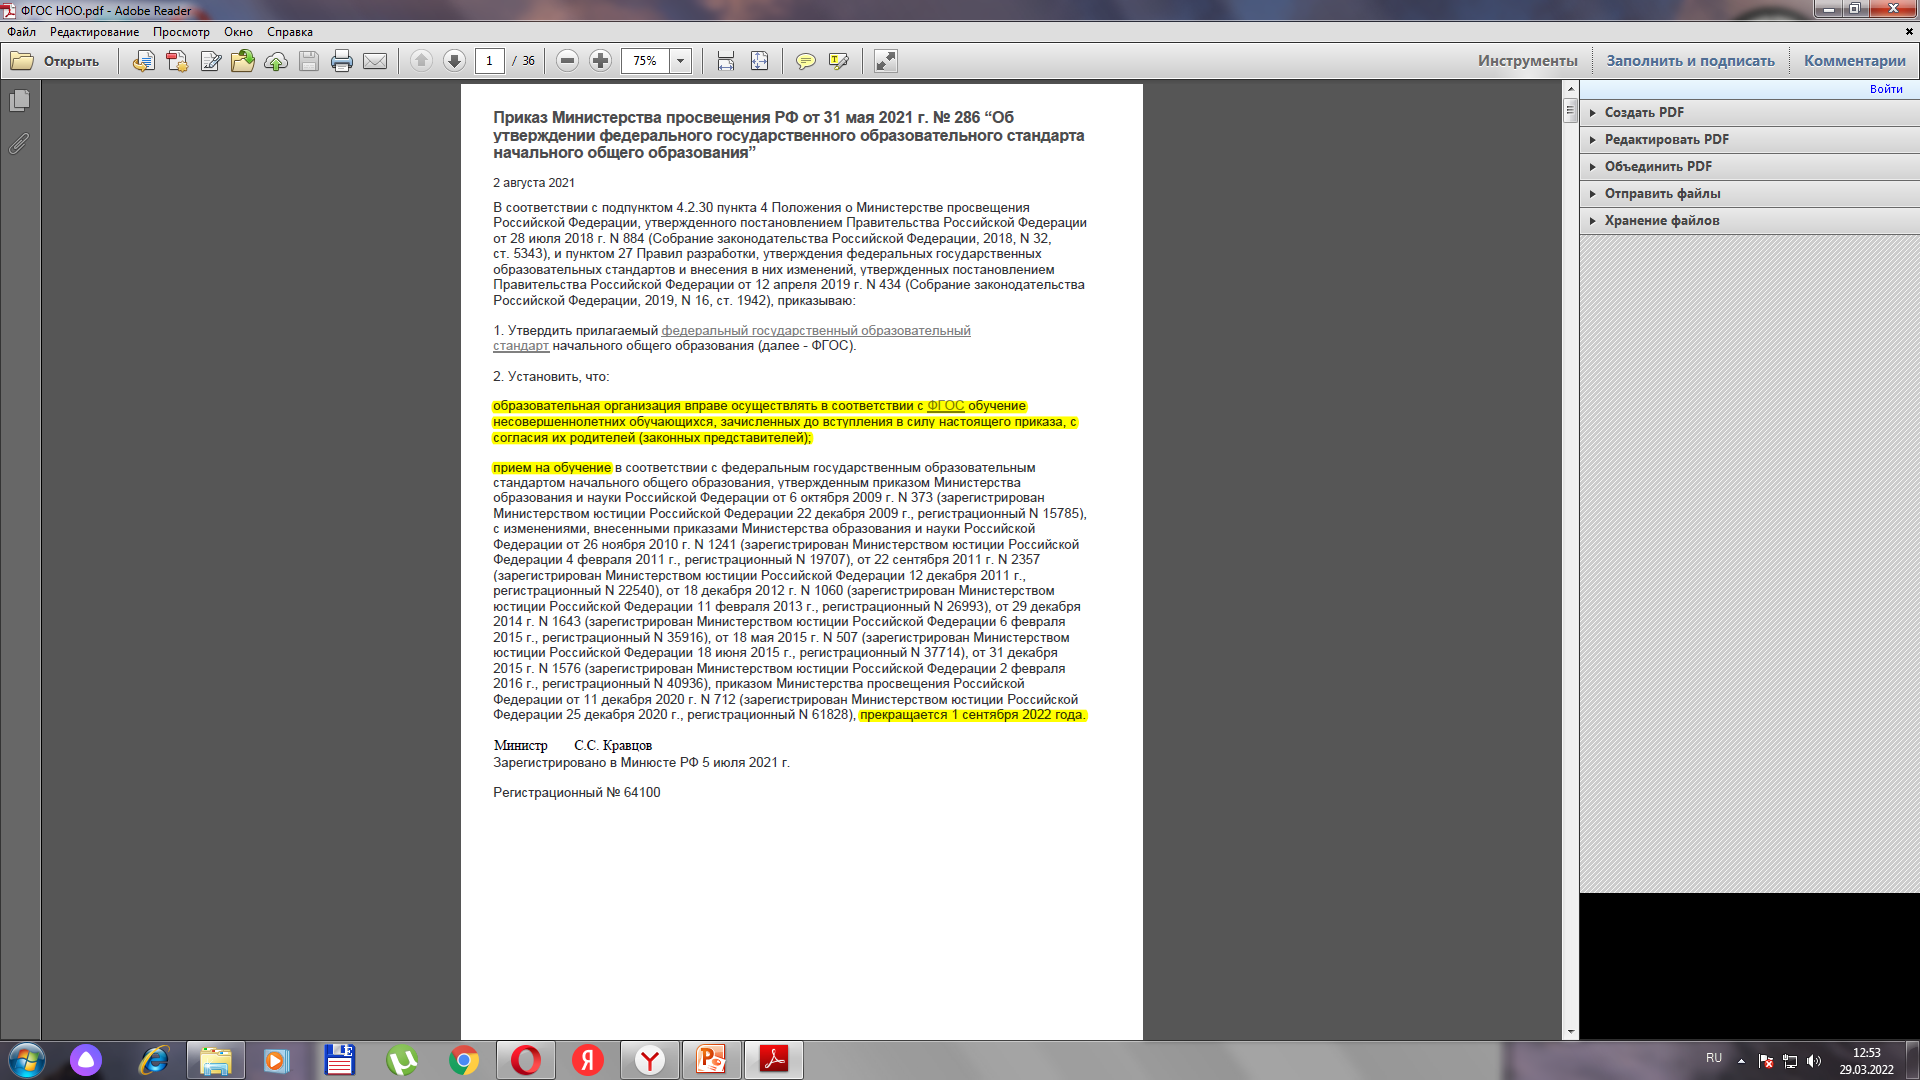 ФГОС НОО.pdf - Adobe Reader
Файл Редактирование Просмотр Окно Справка
Открыть 1 / 36 75% Инструменты Заполнить и подписать Комментарии
Войти
Создать PDF
Редактировать PDF
Объединить PDF
Отправить файлы
Хранение файлов
Приказ Министерства просвещения РФ от 31 мая 2021 г. № 286 “Об
утверждении федерального государственного образовательного стандарта
начального общего образования”
2 августа 2021
В соответствии с подпунктом 4.2.30 пункта 4 Положения о Министерстве просвещения
Российской Федерации, утвержденного постановлением Правительства Российской Федерации
от 28 июля 2018 г. N 884 (Собрание законодательства Российской Федерации, 2018, N 32,
ст. 5343), и пунктом 27 Правил разработки, утверждения федеральных государственных
образовательных стандартов и внесения в них изменений, утвержденных постановлением
Правительства Российской Федерации от 12 апреля 2019 г. N 434 (Собрание законодательства
Российской Федерации, 2019, N 16, ст. 1942), приказываю:
1. Утвердить прилагаемый федеральный государственный образовательный
стандарт начального общего образования (далее - ФГОС).
2. Установить, что:
образовательная организация вправе осуществлять в соответствии с ФГОС обучение
несовершеннолетних обучающихся, зачисленных до вступления в силу настоящего приказа, с
согласия их родителей (законных представителей);
прием на обучение в соответствии с федеральным государственным образовательным
стандартом начального общего образования, утвержденным приказом Министерства
образования и науки Российской Федерации от 6 октября 2009 г. N 373 (зарегистрирован
Министерством юстиции Российской Федерации 22 декабря 2009 г., регистрационный N 15785),
с изменениями, внесенными приказами Министерства образования и науки Российской
Федерации от 26 ноября 2010 г. N 1241 (зарегистрирован Министерством юстиции Российской
Федерации 4 февраля 2011 г., регистрационный N 19707), от 22 сентября 2011 г. N 2357
(зарегистрирован Министерством юстиции Российской Федерации 12 декабря 2011 г.,
регистрационный N 22540), от 18 декабря 2012 г. N 1060 (зарегистрирован Министерством
юстиции Российской Федерации 11 февраля 2013 г., регистрационный N 26993), от 29 декабря
2014 г. N 1643 (зарегистрирован Министерством юстиции Российской Федерации 6 февраля
2015 г., регистрационный N 35916), от 18 мая 2015 г. N 507 (зарегистрирован Министерством
юстиции Российской Федерации 18 июня 2015 г., регистрационный N 37714), от 31 декабря
2015 г. N 1576 (зарегистрирован Министерством юстиции Российской Федерации 2 февраля
2016 г., регистрационный N 40936), приказом Министерства просвещения Российской
Федерации от 11 декабря 2020 г. N 712 (зарегистрирован Министерством юстиции Российской
Федерации 25 декабря 2020 г., регистрационный N 61828), прекращается 1 сентября 2022 года.
Министр С.С. Кравцов
Зарегистрировано в Минюсте РФ 5 июля 2021 г.
Регистрационный № 64100
RU
12:53
29.03.2022